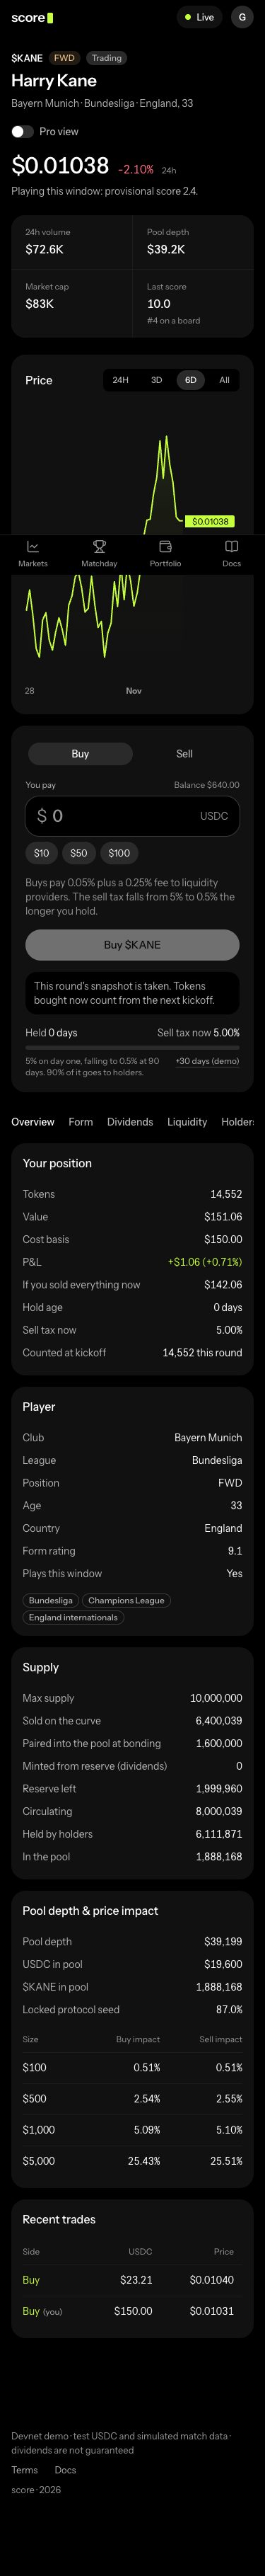 score
Live
G
$KANE FWD Trading
Harry Kane
Bayern Munich · Bundesliga · England, 33
Pro view
$0.01038 -2.10% 24h
Playing this window: provisional score 2.4.
24h volume Pool depth
$72.6K $39.2K
Market cap Last score
$83K 10.0
#4 on a board
Price 24H 3D 6D All
$0.01038
Markets Matchday Portfolio Docs
28 Nov
Buy Sell
You pay Balance $640.00
$ 0 USDC
$10 $50 $100
Buys pay 0.05% plus a 0.25% fee to liquidity
providers. The sell tax falls from 5% to 0.5% the
longer you hold.
Buy $KANE
This round's snapshot is taken. Tokens
bought now count from the next kickoff.
Held 0 days Sell tax now 5.00%
5% on day one, falling to 0.5% at 90 +30 days (demo)
days. 90% of it goes to holders.
Overview Form Dividends Liquidity Holders
Your position
Tokens 14,552
Value $151.06
Cost basis $150.00
P&L +$1.06 (+0.71%)
If you sold everything now $142.06
Hold age 0 days
Sell tax now 5.00%
Counted at kickoff 14,552 this round
Player
Club Bayern Munich
League Bundesliga
Position FWD
Age 33
Country England
Form rating 9.1
Plays this window Yes
Bundesliga Champions League
England internationals
Supply
Max supply 10,000,000
Sold on the curve 6,400,039
Paired into the pool at bonding 1,600,000
Minted from reserve (dividends) 0
Reserve left 1,999,960
Circulating 8,000,039
Held by holders 6,111,871
In the pool 1,888,168
Pool depth & price impact
Pool depth $39,199
USDC in pool $19,600
$KANE in pool 1,888,168
Locked protocol seed 87.0%
Size Buy impact Sell impact
$100 0.51% 0.51%
$500 2.54% 2.55%
$1,000 5.09% 5.10%
$5,000 25.43% 25.51%
Recent trades
Side USDC Price
Buy $23.21 $0.01040
Buy (you) $150.00 $0.01031
Devnet demo · test USDC and simulated match data ·
dividends are not guaranteed
Terms Docs
score · 2026